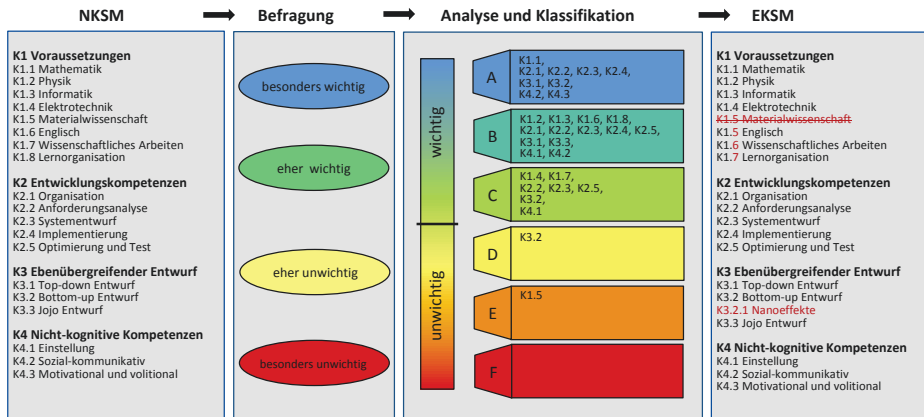 NKSM
Befragung
Analyse und Klassifikation
EKSM
K1 Voraussetzungen
K1.1 Mathematik
K1.2 Physik
K1.3 Informatik
K1.4 Elektrotechnik
K1.5 Materialwissenschaft
K1.6 Englisch
K1.7 Wissenschaftliches Arbeiten
K1.8 Lernorganisation
K2 Entwicklungskompetenzen
K2.1 Organisation
K2.2 Anforderungsanalyse
K2.3 Systementwurf
K2.4 Implementierung
K2.5 Optimierung und Test
K3 Ebenübergreifender Entwurf
K3.1 Top-down Entwurf
K3.2 Bottom-up Entwurf
K3.3 Jojo Entwurf
K4 Nicht-kognitive Kompetenzen
K4.1 Einstellung
K4.2 Sozial-kommunikativ
K4.3 Motivational und volitional
besonders wichtig
eher wichtig
eher unwichtig
besonders unwichtig
wichtig
unwichtig
A
K1.1,
K2.1, K2.2, K2.3, K2.4,
K3.1, K3.2,
K4.2, K4.3
B
K1.2, K1.3, K1.6, K1.8,
K2.1, K2.2, K2.3, K2.4, K2.5,
K3.1, K3.3,
K4.1, K4.2
C
K1.4, K1.7,
K2.2, K2.3, K2.5,
K3.2,
K4.1
D
K3.2
E
K1.5
F
K1 Voraussetzungen
K1.1 Mathematik
K1.2 Physik
K1.3 Informatik
K1.4 Elektrotechnik
K1.5 Materialwissenschaft
K1.5 Englisch
K1.6 Wissenschaftliches Arbeiten
K1.7 Lernorganisation
K2 Entwicklungskompetenzen
K2.1 Organisation
K2.2 Anforderungsanalyse
K2.3 Systementwurf
K2.4 Implementierung
K2.5 Optimierung und Test
K3 Ebenübergreifender Entwurf
K3.1 Top-down Entwurf
K3.2 Bottom-up Entwurf
K3.2.1 Nanoeffekte
K3.3 Jojo Entwurf
K4 Nicht-kognitive Kompetenzen
K4.1 Einstellung
K4.2 Sozial-kommunikativ
K4.3 Motivational und volitional